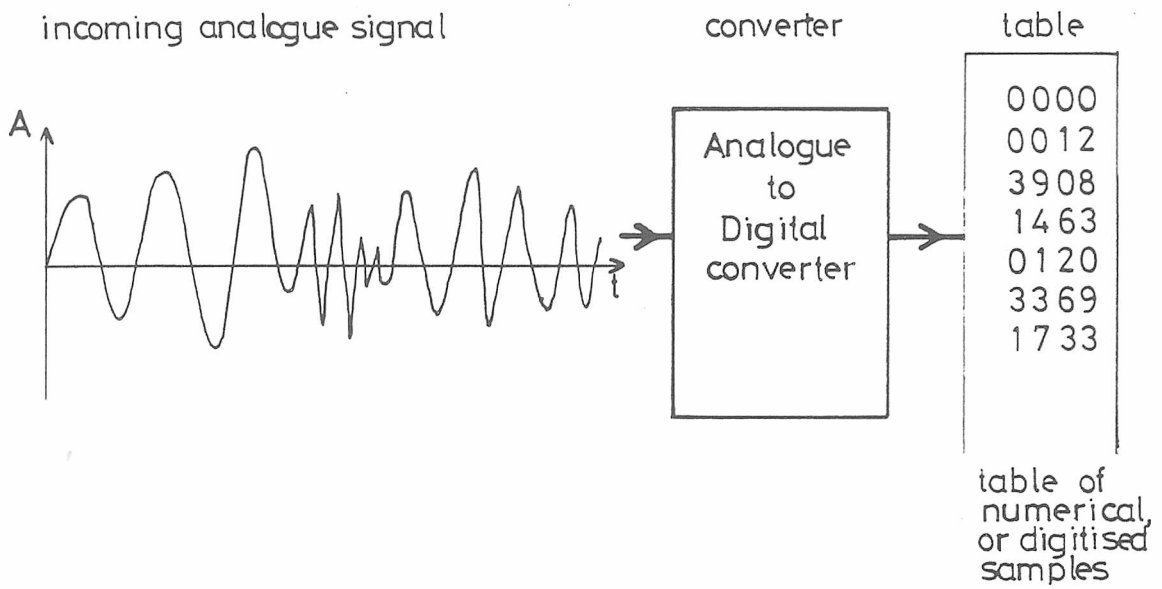 incoming analogue signal
converter
table
A
t
Analogue
to
Digital
converter
0000
0012
3908
1463
0120
3369
1733
table of
numerical,
or digitised
samples